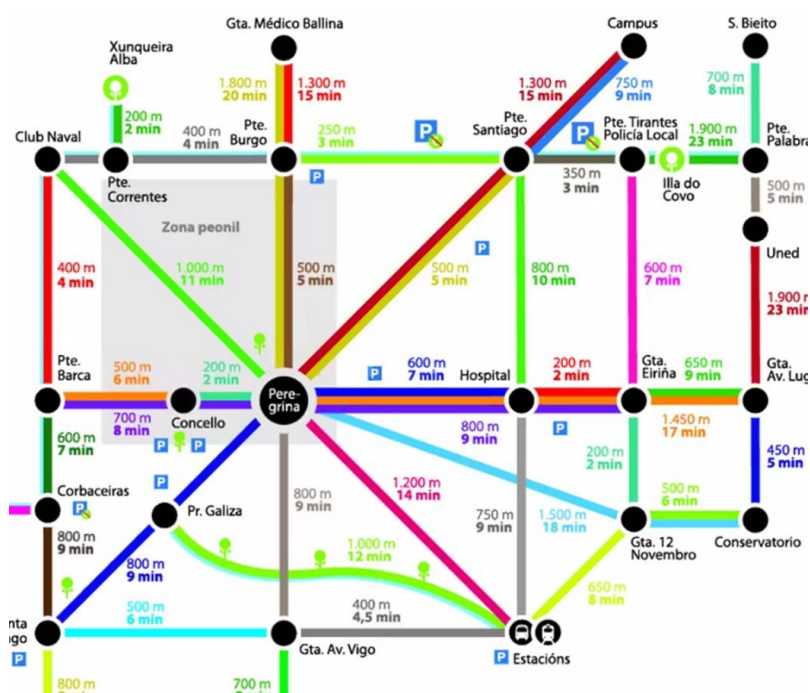 Gta. Médico Ballina
Campus
S. Bieito
Xunqueira
Alba
1.800 m
20 min
1.300 m
15 min
1.300 m
15 min
750 m
9 min
700 m
8 min
200 m
2 min
Club Naval
400 m
4 min
Pte.
Burgo
250 m
3 min
P
Pte.
Santiago
P
Pte. Tirantes
Policía Local
1.900 m
23 min
Pte.
Palabra
Pte.
Correntes
P
350 m
3 min
Illa do
Covo
500 m
5 min
Zona peonil
Uned
400 m
4 min
1.000 m
11 min
500 m
5 min
500 m
5 min
P
800 m
10 min
600 m
7 min
1.900 m
23 min
Pte.
Barca
500 m
6 min
200 m
2 min
Pere-
grina
P
600 m
7 min
Hospital
200 m
2 min
Gta.
Eiriña
650 m
9 min
Gta.
Av. Lug
700 m
8 min
Concello
800 m
9 min
P
1.450 m
17 min
P
P
600 m
7 min
200 m
2 min
450 m
5 min
Corbaceiras
P
P
Pr. Galiza
800 m
9 min
1.200 m
14 min
750 m
9 min
1.500 m
18 min
500 m
6 min
Gta. 12
Novembro
Conservatorio
800 m
9 min
800 m
9 min
1.000 m
12 min
650 m
8 min
500 m
6 min
400 m
4,5 min
nta
ago
P
Gta. Av. Vigo
P
Estacións
800 m
700 m